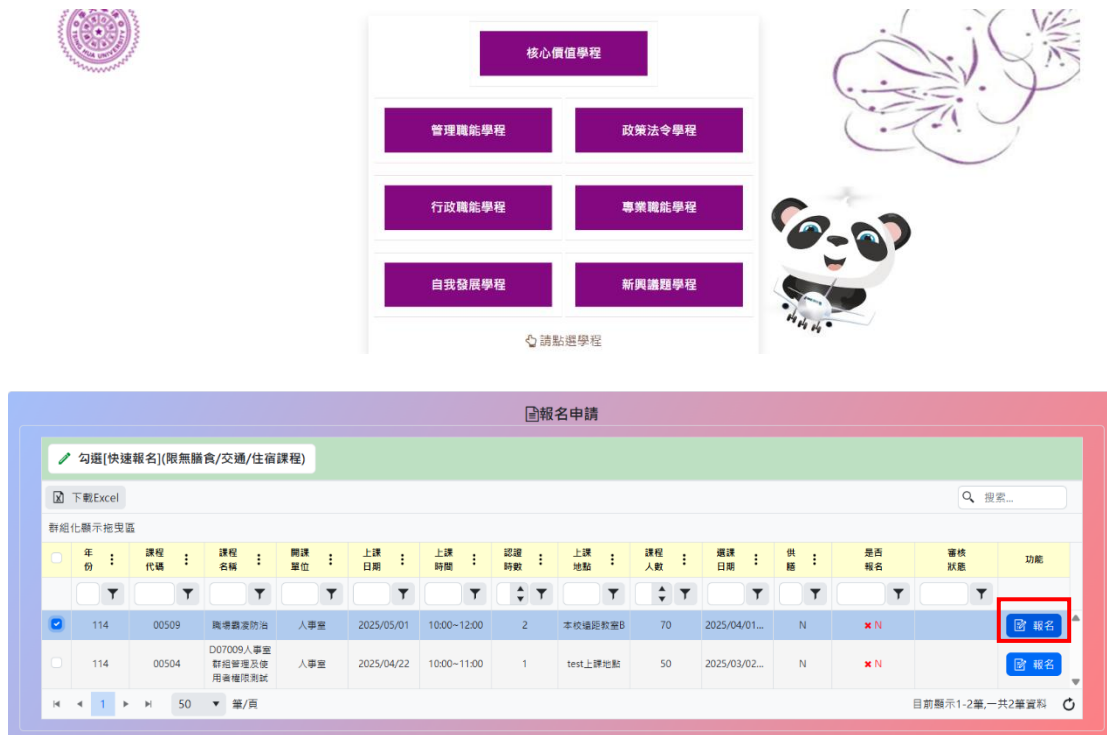 TSING HUA UNIVERSITY
核心價值學程
管理職能學程 政策法令學程
行政職能學程 專業職能學程
自我發展學程 新興議題學程
請點選學程
報名申請
勾選[快速報名](限無膳食/交通/住宿課程)
下載Excel 搜索...
群組化顯示拖曳區
年份 課程代碼 課程名稱 開課單位 上課日期 上課時間 認證時數 上課地點 課程人數 選課日期 供膳 是否報名 審核狀態 功能
114 00509 職場霸凌防治 人事室 2025/05/01 10:00~12:00 2 本校遠距教室B 70 2025/04/01... N ✖ N 報名
114 00504 D07009人事室群組管理及使用者權限測試 人事室 2025/04/22 10:00~11:00 1 test上課地點 50 2025/03/02... N ✖ N 報名
1 50 筆/頁 目前顯示1-2筆,一共2筆資料